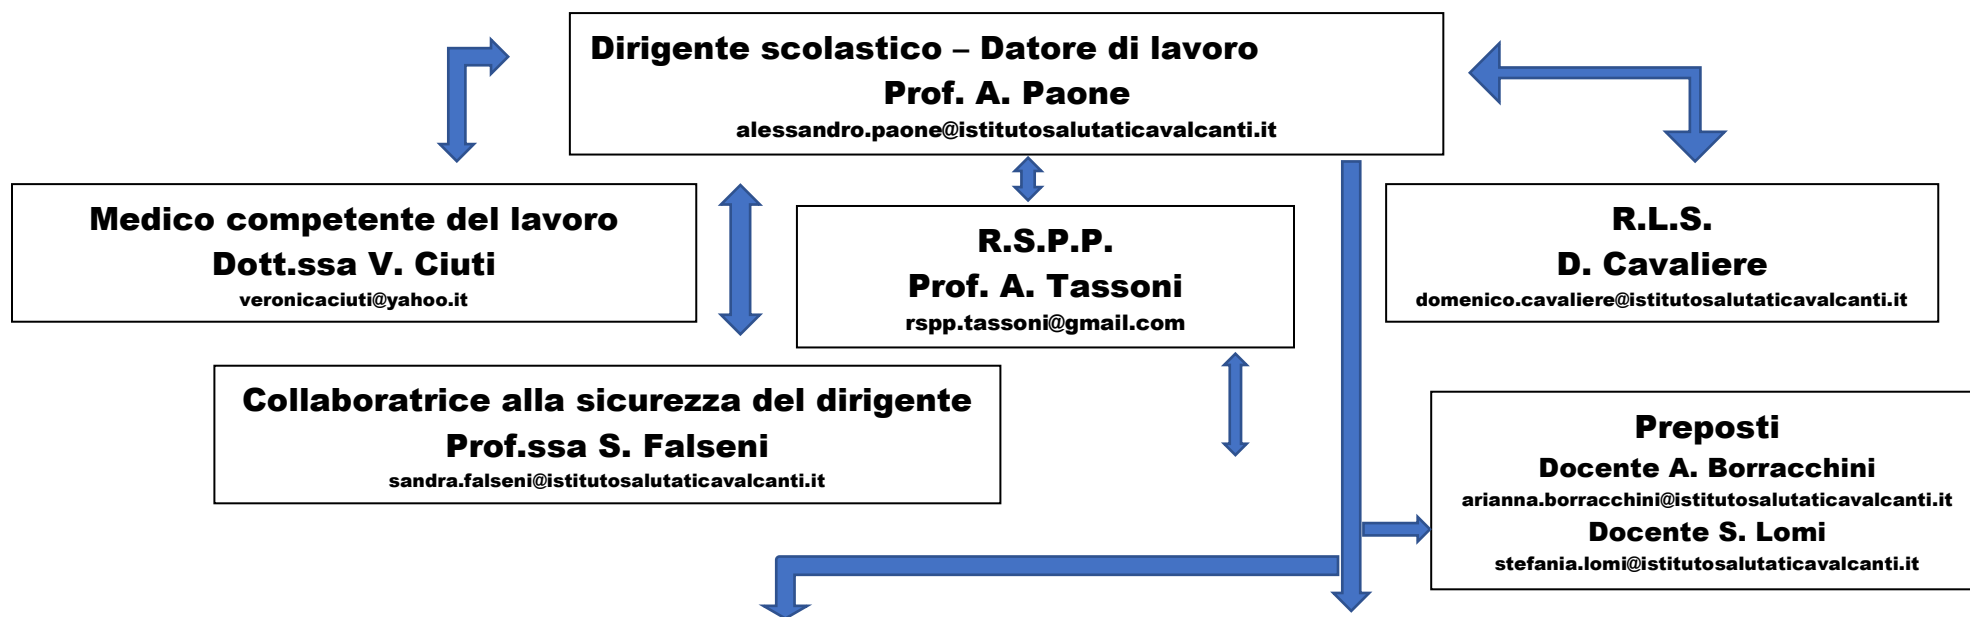 Dirigente scolastico – Datore di lavoro
Prof. A. Paone
alessandro.paone@istitutosalutaticavalcanti.it
Medico competente del lavoro
Dott.ssa V. Ciuti
veronicaciuti@yahoo.it
R.S.P.P.
Prof. A. Tassoni
rspp.tassoni@gmail.com
R.L.S.
D. Cavaliere
domenico.cavaliere@istitutosalutaticavalcanti.it
Collaboratrice alla sicurezza del dirigente
Prof.ssa S. Falseni
sandra.falseni@istitutosalutaticavalcanti.it
Preposti
Docente A. Borracchini
arianna.borracchini@istitutosalutaticavalcanti.it
Docente S. Lomi
stefania.lomi@istitutosalutaticavalcanti.it